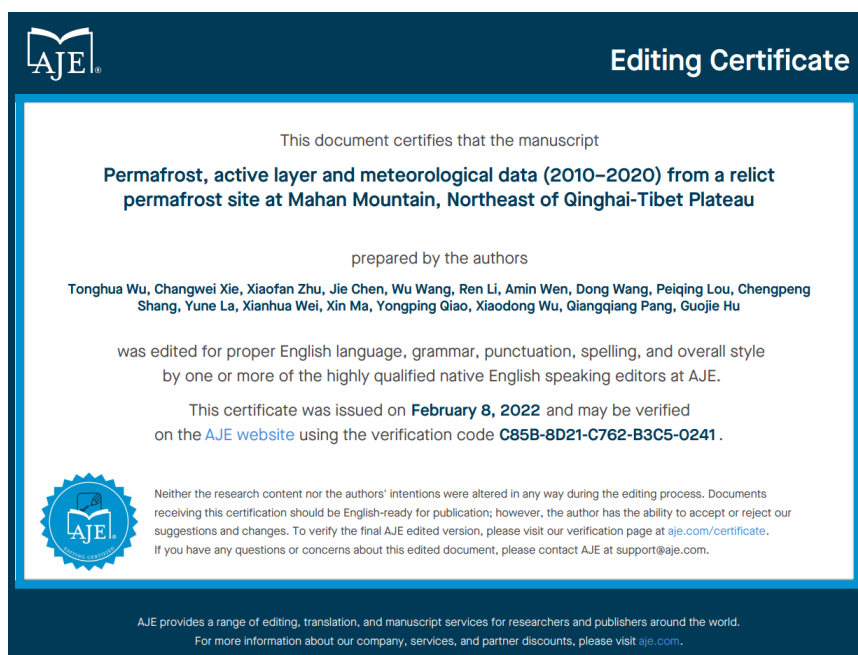 AJE®
Editing Certificate
This document certifies that the manuscript
Permafrost, active layer and meteorological data (2010–2020) from a relict
permafrost site at Mahan Mountain, Northeast of Qinghai-Tibet Plateau
prepared by the authors
Tonghua Wu, Changwei Xie, Xiaofan Zhu, Jie Chen, Wu Wang, Ren Li, Amin Wen, Dong Wang, Peiqing Lou, Chengpeng
Shang, Yune La, Xianhua Wei, Xin Ma, Yongping Qiao, Xiaodong Wu, Qiangqiang Pang, Guojie Hu
was edited for proper English language, grammar, punctuation, spelling, and overall style
by one or more of the highly qualified native English speaking editors at AJE.
This certificate was issued on February 8, 2022 and may be verified
on the AJE website using the verification code C85B-8D21-C762-B3C5-0241 .
AJE®
EDITING CERTIFIED
Neither the research content nor the authors' intentions were altered in any way during the editing process. Documents
receiving this certification should be English-ready for publication; however, the author has the ability to accept or reject our
suggestions and changes. To verify the final AJE edited version, please visit our verification page at aje.com/certificate.
If you have any questions or concerns about this edited document, please contact AJE at support@aje.com.
AJE provides a range of editing, translation, and manuscript services for researchers and publishers around the world.
For more information about our company, services, and partner discounts, please visit aje.com.